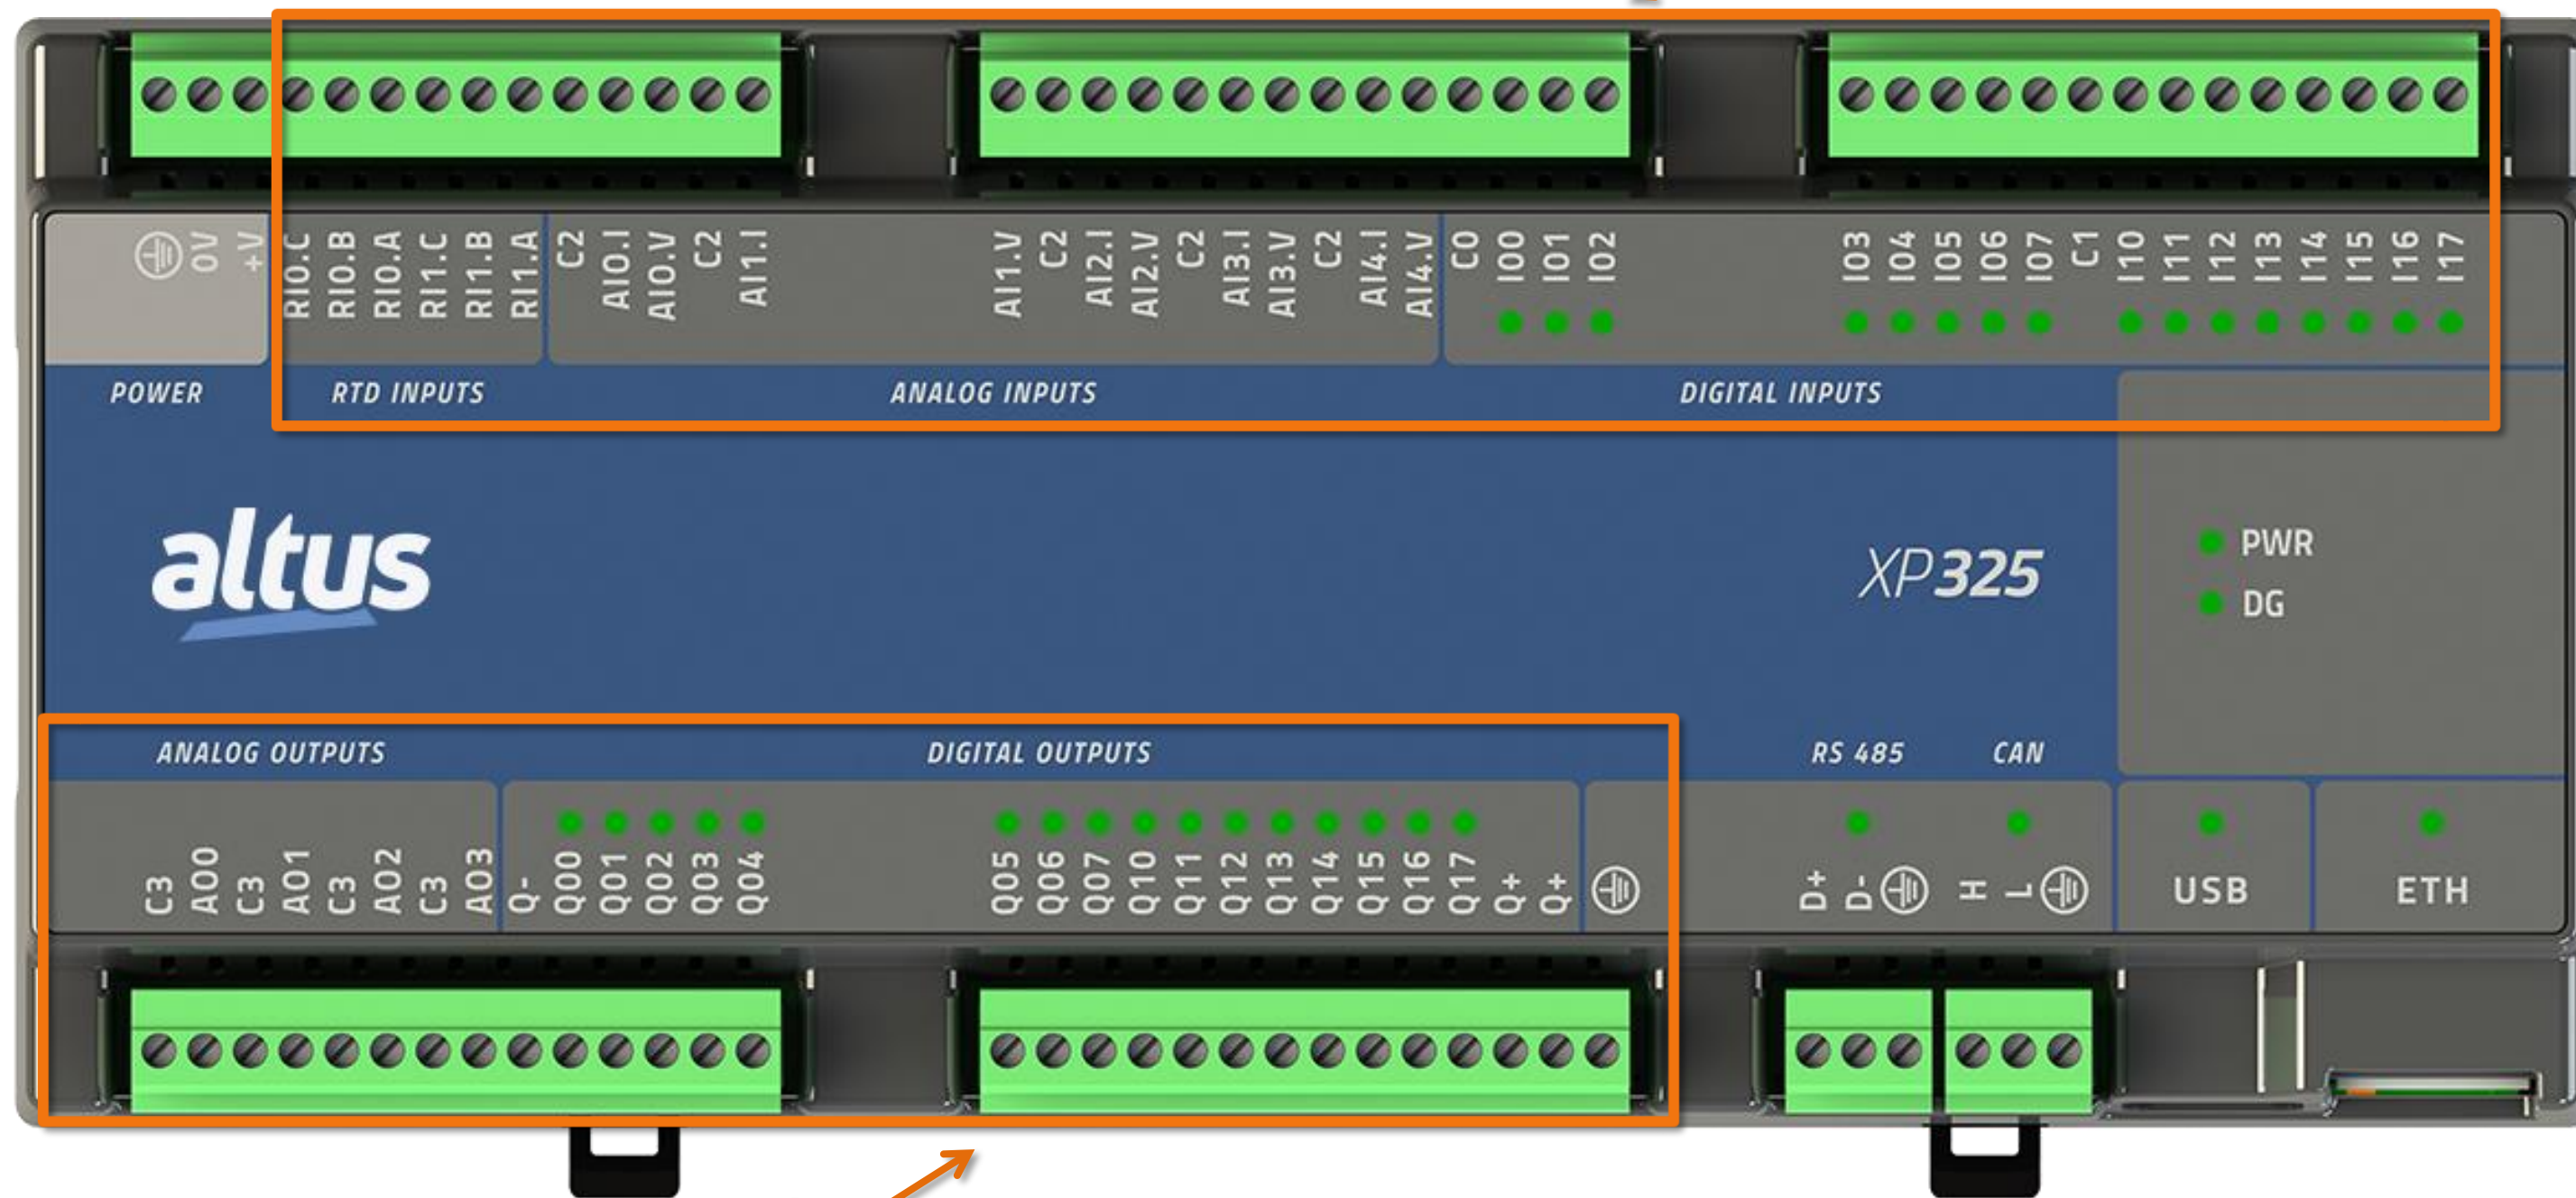 0V +V RI0.C RI0.B RI0.A RI1.C RI1.B RI1.A C2 AI0.I AI0.V C2 AI1.I AI1.V C2 AI2.I AI2.V C2 AI3.I AI3.V C2 AI4.I AI4.V C0 I00 I01 I02 I03 I04 I05 I06 I07 C1 I10 I11 I12 I13 I14 I15 I16 I17
POWER RTD INPUTS ANALOG INPUTS DIGITAL INPUTS
altus XP325
PWR
DG
ANALOG OUTPUTS DIGITAL OUTPUTS RS 485 CAN
C3 AO0 C3 AO1 C3 AO2 C3 AO3 Q- Q00 Q01 Q02 Q03 Q04 Q05 Q06 Q07 Q10 Q11 Q12 Q13 Q14 Q15 Q16 Q17 Q+ Q+ D+ D- H L USB ETH